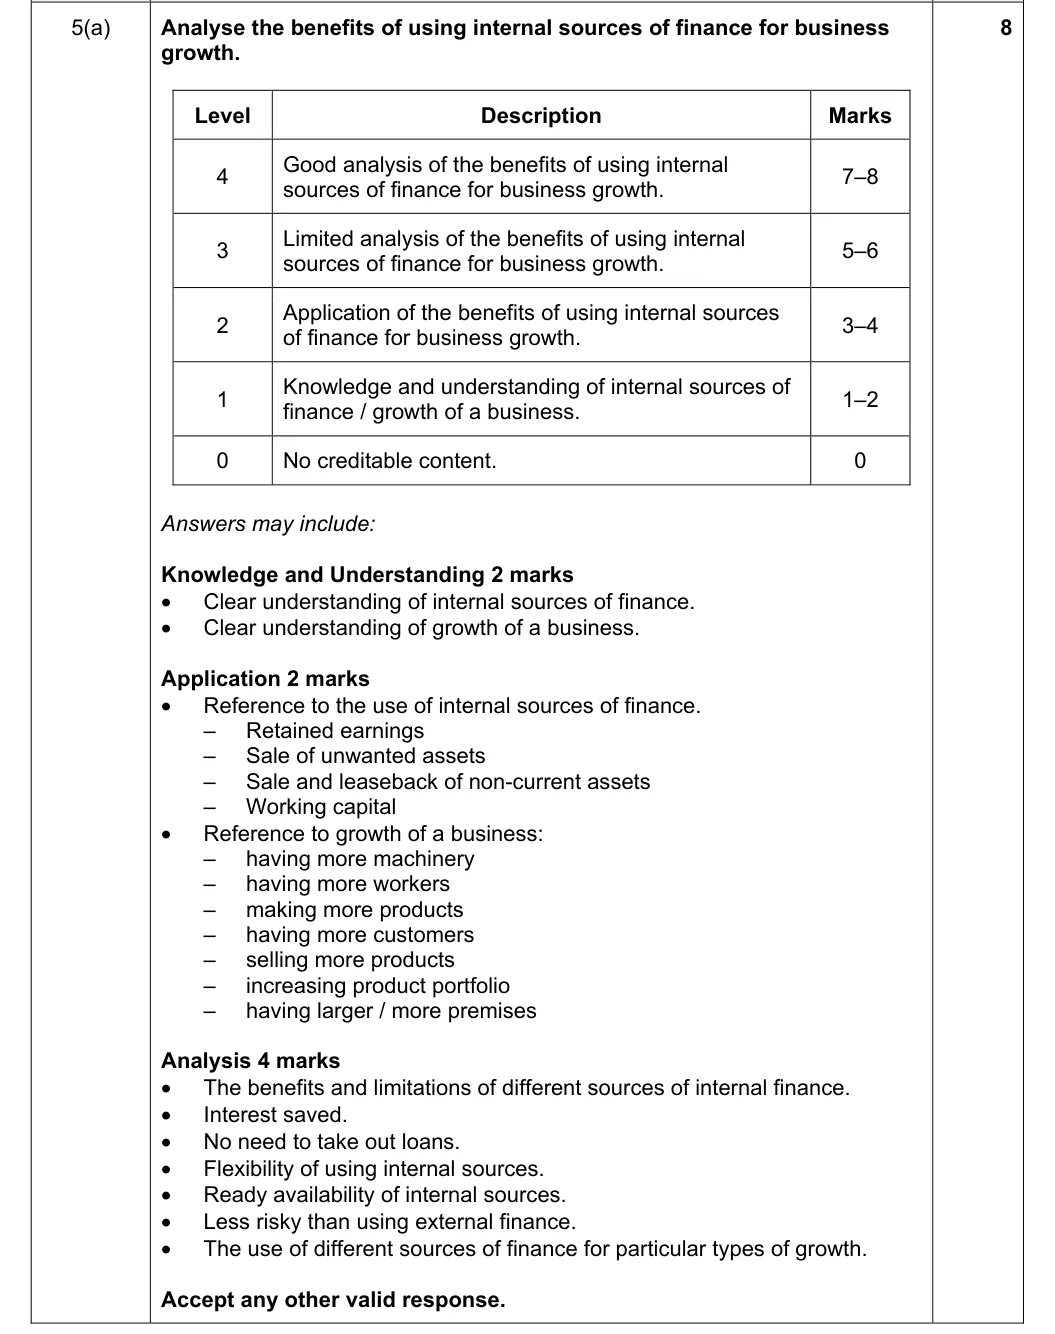 5(a)
Analyse the benefits of using internal sources of finance for business
growth.
8
Level Description Marks
4 Good analysis of the benefits of using internal
sources of finance for business growth. 7–8
3 Limited analysis of the benefits of using internal
sources of finance for business growth. 5–6
2 Application of the benefits of using internal sources
of finance for business growth. 3–4
1 Knowledge and understanding of internal sources of
finance / growth of a business. 1–2
0 No creditable content. 0
Answers may include:
Knowledge and Understanding 2 marks
• Clear understanding of internal sources of finance.
• Clear understanding of growth of a business.
Application 2 marks
• Reference to the use of internal sources of finance.
– Retained earnings
– Sale of unwanted assets
– Sale and leaseback of non-current assets
– Working capital
• Reference to growth of a business:
– having more machinery
– having more workers
– making more products
– having more customers
– selling more products
– increasing product portfolio
– having larger / more premises
Analysis 4 marks
• The benefits and limitations of different sources of internal finance.
• Interest saved.
• No need to take out loans.
• Flexibility of using internal sources.
• Ready availability of internal sources.
• Less risky than using external finance.
• The use of different sources of finance for particular types of growth.
Accept any other valid response.